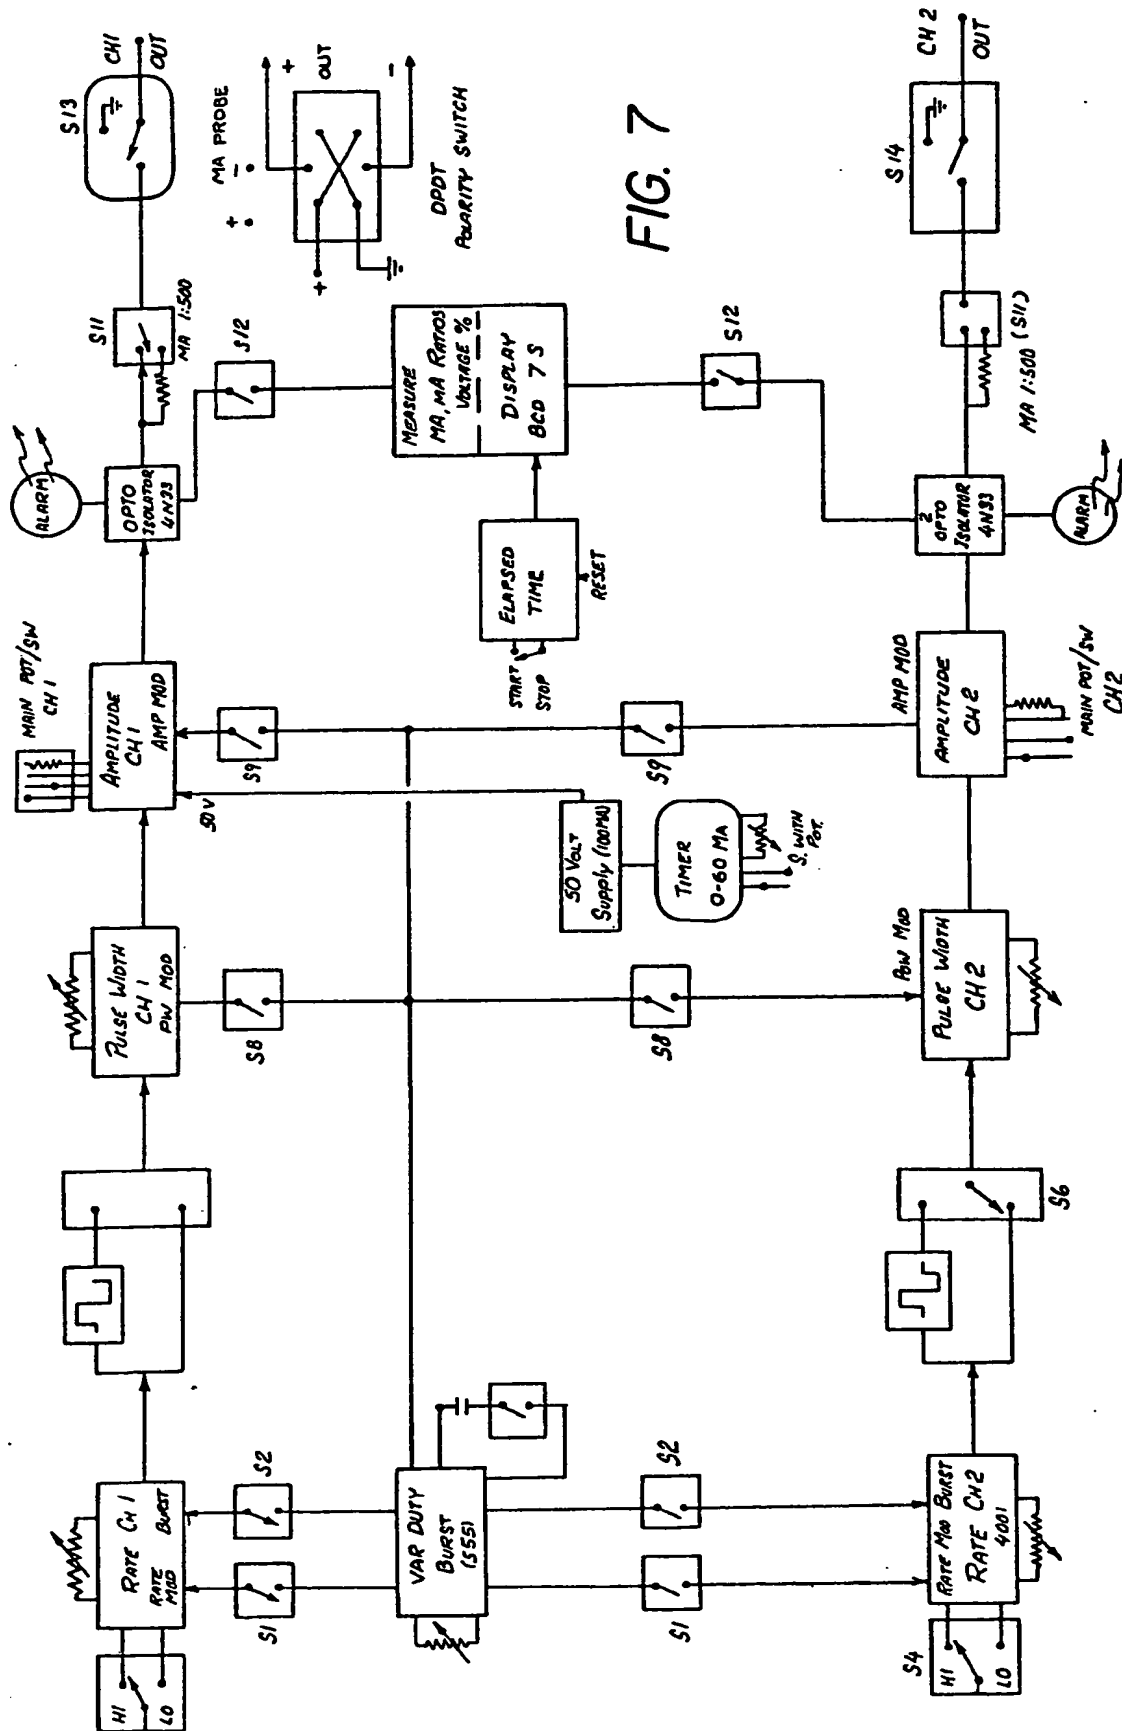 HI
LO
RATE CH 1
RATE
MOD
BURST
S1
S2
PULSE WIDTH
CH 1
PW MOD
S8
MAIN POT/SW
CH 1
AMPLITUDE
CH 1
AMP MOD
50V
S9
ALARM
OPTO
ISOLATOR
4N33
S11
MA 1:500
S12
S13
CH1
OUT
VAR DUTY
BURST
(555)
50 VOLT
SUPPLY (100MA)
TIMER
0-60 MA
S. WITH
POT.
START
STOP
ELAPSED
TIME
RESET
MEASURE
MA, MA RATIOS
VOLTAGE %
DISPLAY
BCD 7 S
+ MA PROBE -
+
OUT
-
+
DPDT
POLARITY SWITCH
FIG. 7
S1
S2
S8
S9
S12
S4
HI
LO
RATE MOD BURST
RATE CH2
4001
S6
POW MOD
PULSE WIDTH
CH 2
AMP MOD
AMPLITUDE
CH 2
MAIN POT/SW
CH2
2
OPTO
ISOLATOR
4N33
ALARM
MA 1:500 (S11)
S14
CH 2
OUT